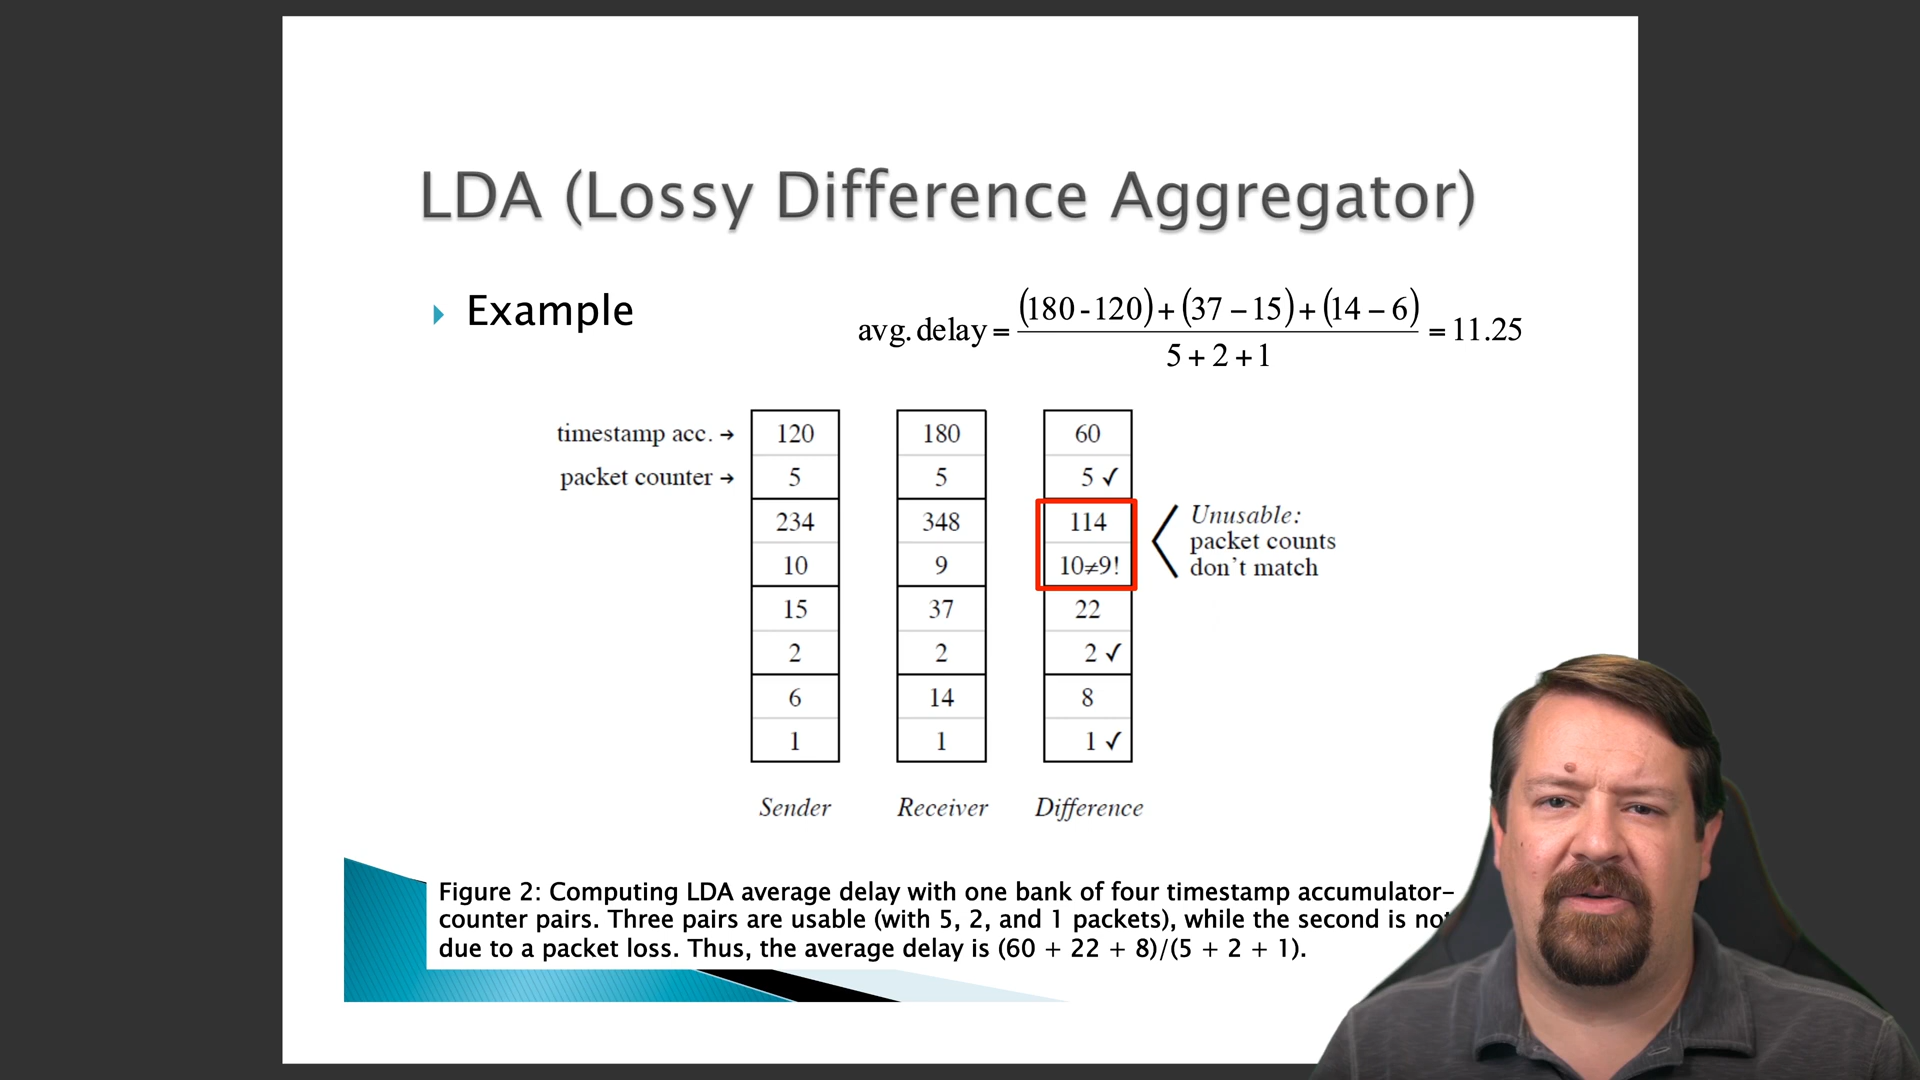 LDA (Lossy Difference Aggregator)
Example
avg. delay = (180 - 120) + (37 – 15) + (14 – 6) / 5 + 2 + 1 = 11.25
timestamp acc. → 120 180 60
packet counter → 5 5 5 ✓
234 348 114
10 9 10≠9!
Unusable:
packet counts
don't match
15 37 22
2 2 2 ✓
6 14 8
1 1 1 ✓
Sender Receiver Difference
Figure 2: Computing LDA average delay with one bank of four timestamp accumulator–
counter pairs. Three pairs are usable (with 5, 2, and 1 packets), while the second is not
due to a packet loss. Thus, the average delay is (60 + 22 + 8)/(5 + 2 + 1).